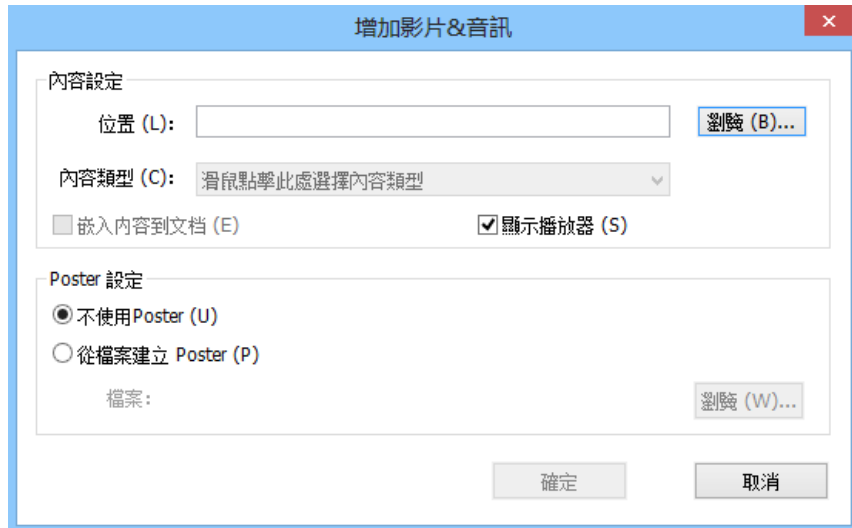 增加影片&音訊
內容設定
位置 (L)： 瀏覽 (B)...
內容類型 (C)： 滑鼠點擊此處選擇內容類型
嵌入内容到文档 (E) 顯示播放器 (S)
Poster 設定
不使用Poster (U)
從檔案建立 Poster (P)
檔案： 瀏覽 (W)...
確定 取消